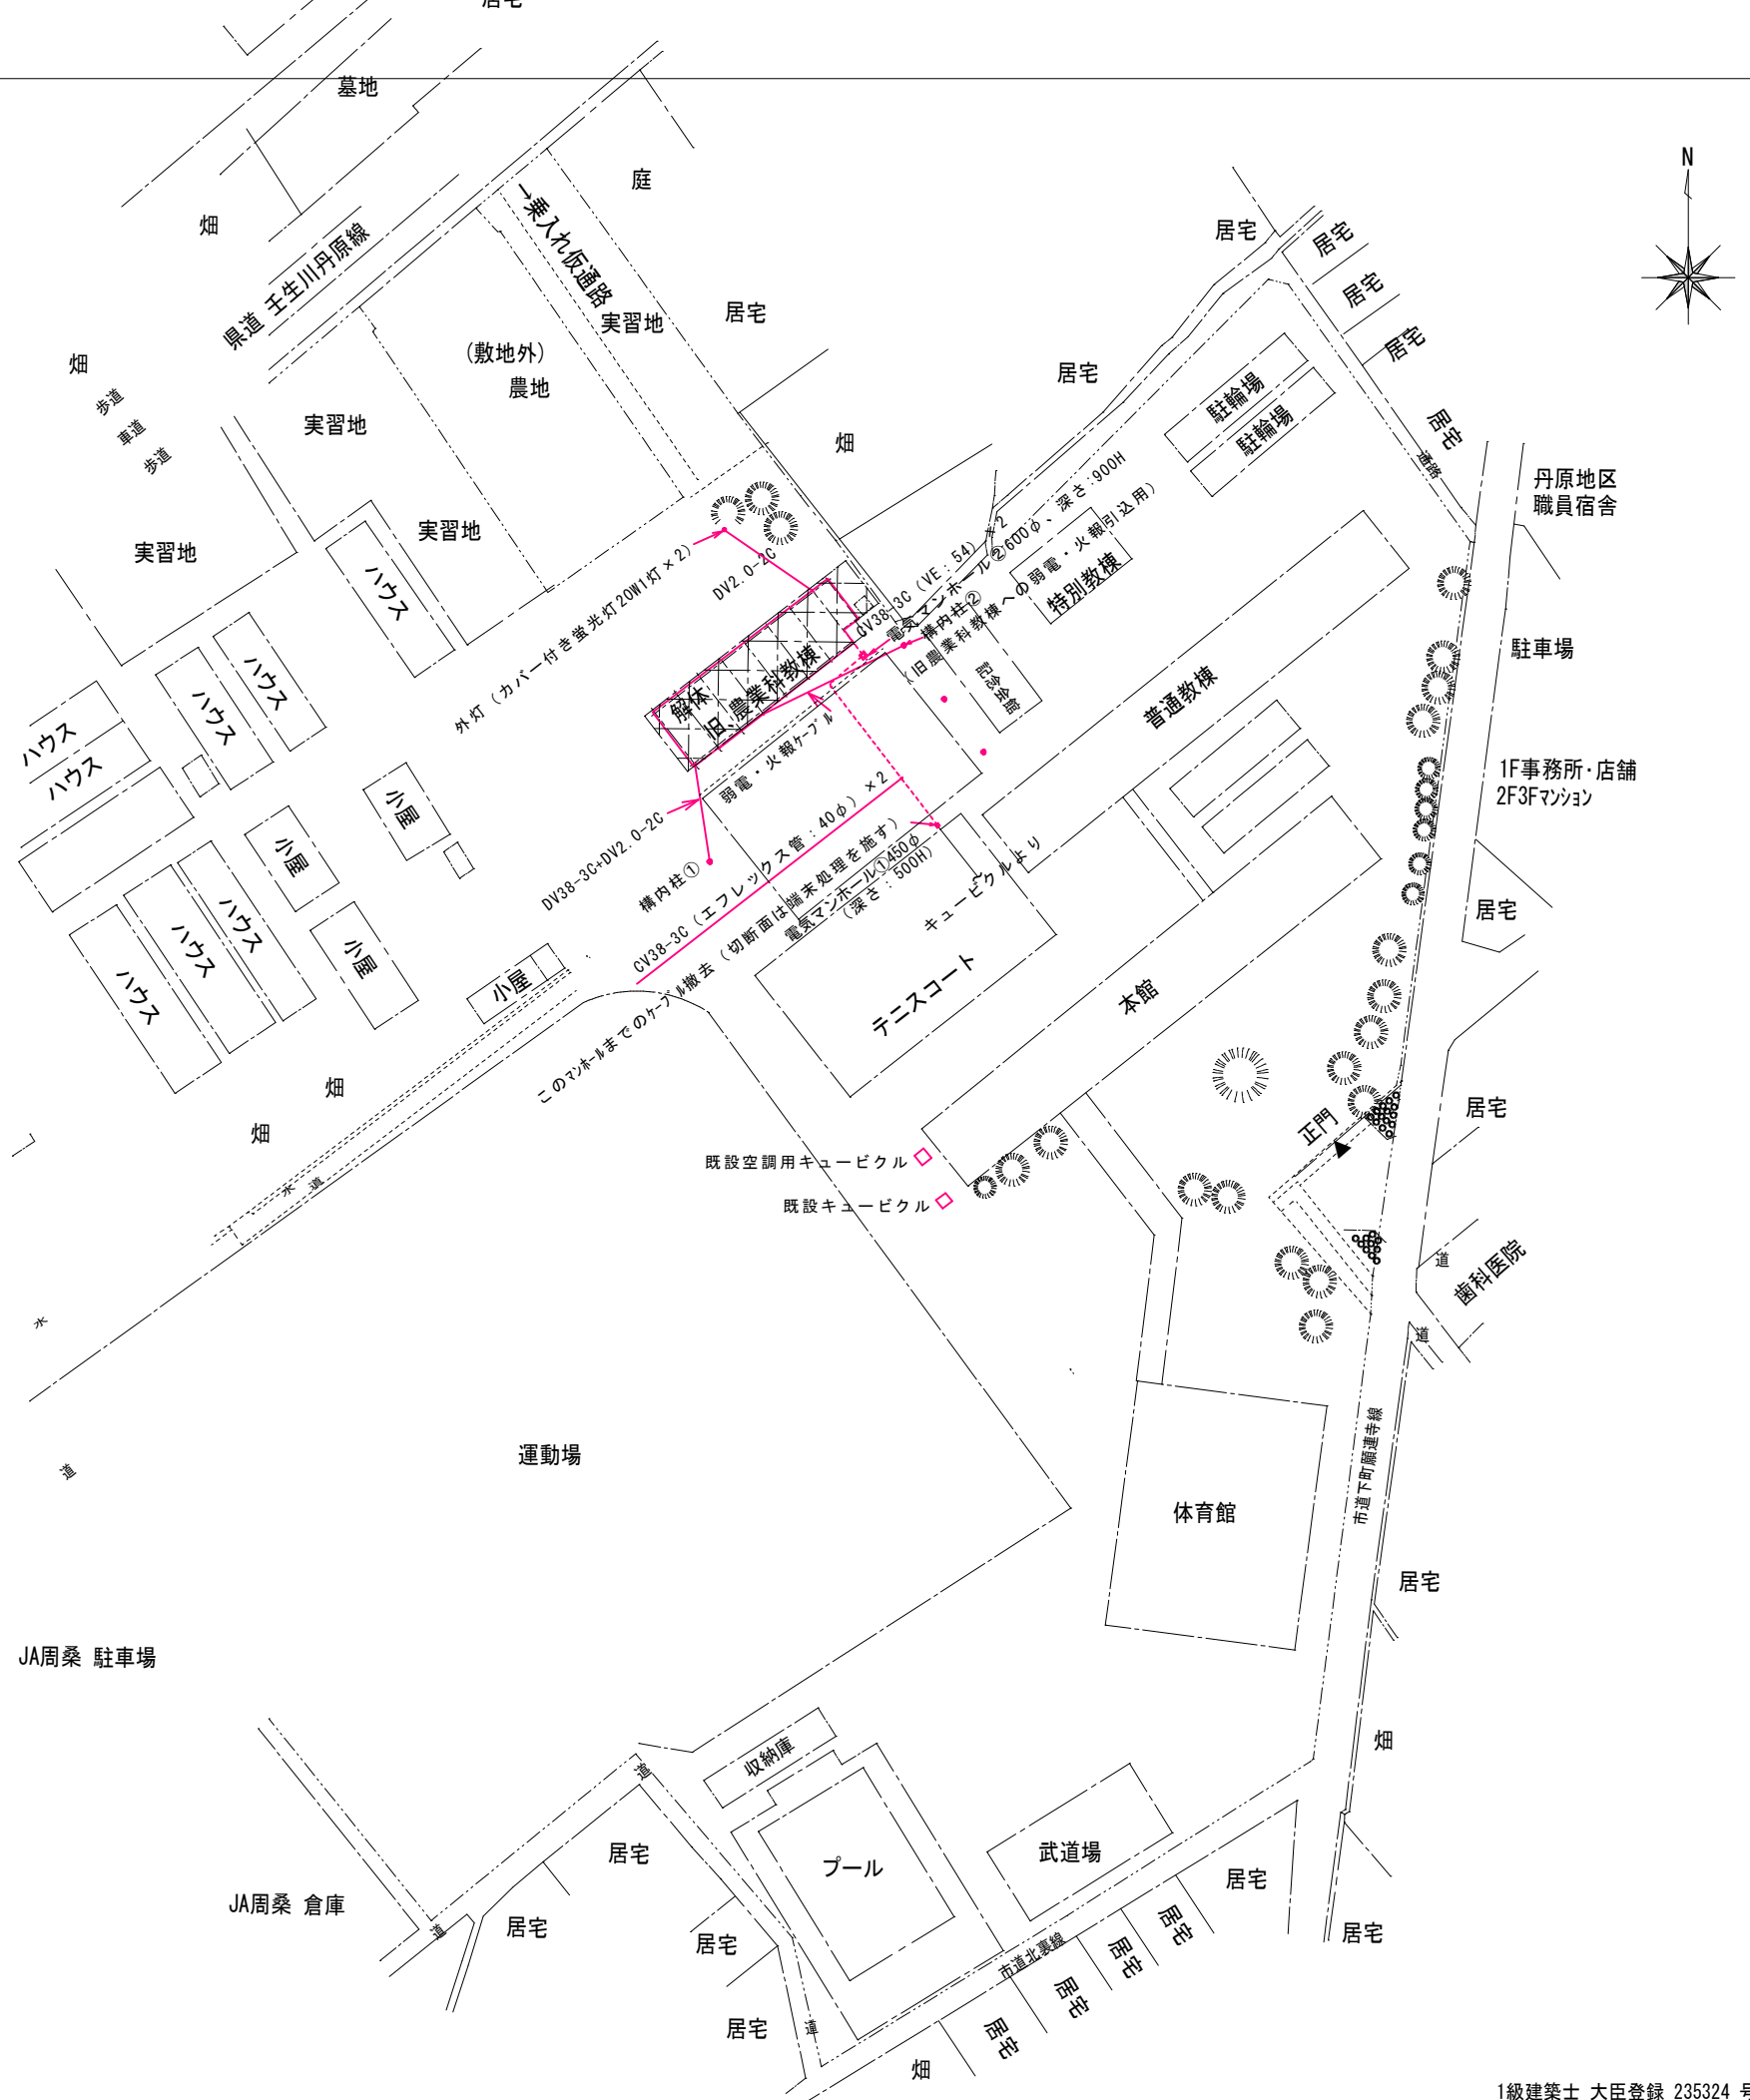 居宅
墓地
畑
庭
N
県道 壬生川丹原線
→乗入れ仮通路
実習地
居宅
居宅
居宅
居宅
居宅
居宅
居宅
通路
畑
歩道
車道
歩道
(敷地外)
農地
実習地
実習地
実習地
畑
駐輪場
駐輪場
丹原地区
職員宿舎
駐車場
1F事務所・店舗
2F3Fマンション
居宅
外灯(カバー付き蛍光灯20W1灯×2)
DV2.0-2C
CV38-3C(VE:54)×2
電気マンホール②600φ、深さ:900H
構内柱②
(旧農業科教棟への弱電・火報引込用)
特別教棟
記念会館
普通教棟
解体
旧、農業科教棟
弱電・火報ケーブル
DV38-3C+DV2.0-2C
構内柱①
CV38-3C(エフレックス管:40φ)×2
このマンホールまでのケーブル撤去(切断面は端末処理を施す)
電気マンホール①450φ
(深さ:500H)
キュービクルより
ハウス
ハウス
ハウス
ハウス
ハウス
小屋
小屋
小屋
小屋
ハウス
ハウス
ハウス
テニスコート
本館
畑
畑
水
道
水
道
既設空調用キュービクル
既設キュービクル
正門
居宅
道
歯科医院
道
運動場
体育館
市道下町願連寺線
居宅
JA周桑 駐車場
畑
収納庫
道
プール
武道場
居宅
居宅
居宅
居宅
居宅
JA周桑 倉庫
道
道
市道北裏線
居宅
居宅
居宅
居宅
居宅
畑
1級建築士 大臣登録 235324 号